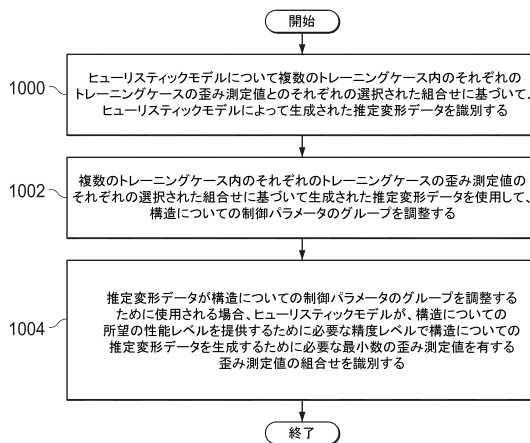 開始
1000
ヒューリスティックモデルについて複数のトレーニングケース内のそれぞれの
トレーニングケースの歪み測定値とのそれぞれの選択された組合せに基づいて、
ヒューリスティックモデルによって生成された推定変形データを識別する
1002
複数のトレーニングケース内のそれぞれのトレーニングケースの歪み測定値の
それぞれの選択された組合せに基づいて生成された推定変形データを使用して、
構造についての制御パラメータのグループを調整する
1004
推定変形データが構造についての制御パラメータのグループを調整する
ために使用される場合、ヒューリスティックモデルが、構造についての
所望の性能レベルを提供するために必要な精度レベルで構造についての
推定変形データを生成するために必要な最小数の歪み測定値を有する
歪み測定値の組合せを識別する
終了